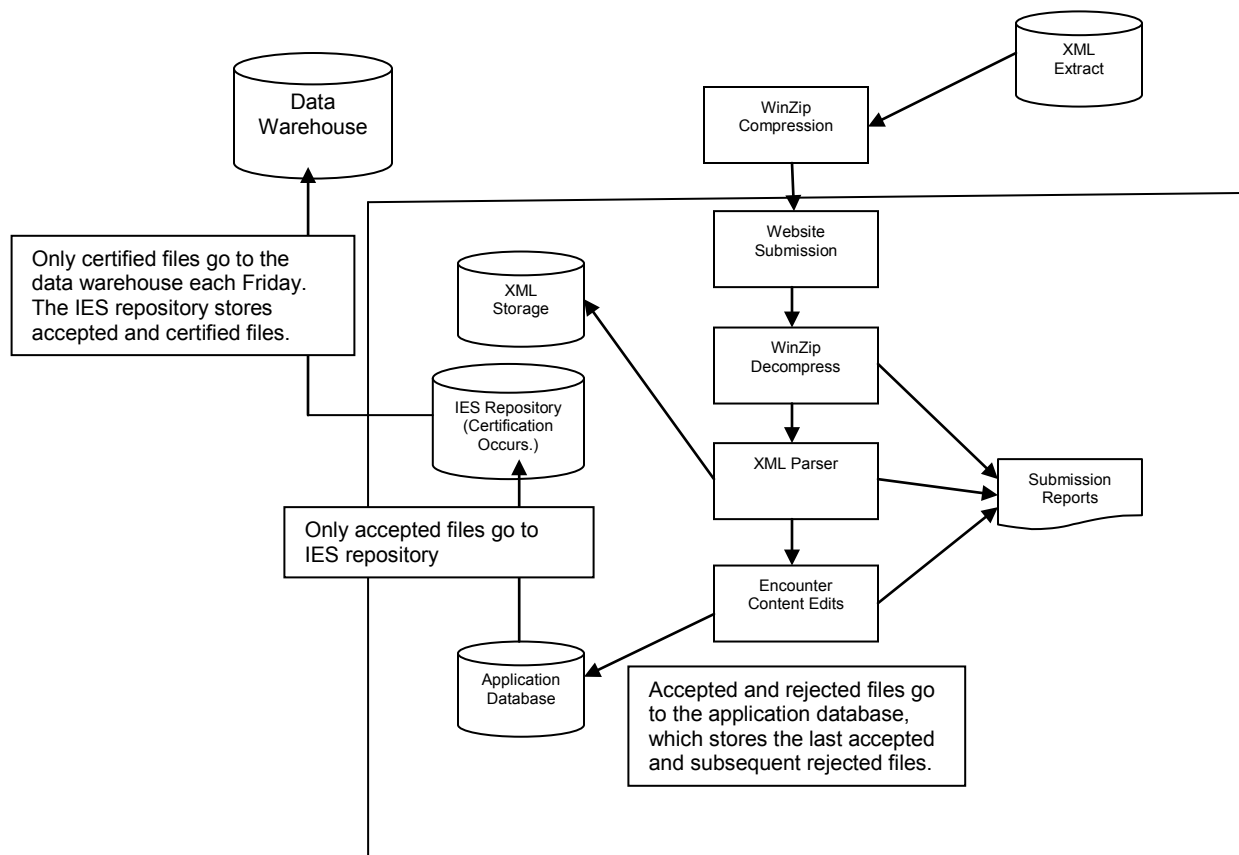 XML
Extract
Data
Warehouse
WinZip
Compression
Website
Submission
Only certified files go to the
data warehouse each Friday.
The IES repository stores
accepted and certified files.
XML
Storage
WinZip
Decompress
IES Repository
(Certification
Occurs.)
XML Parser
Submission
Reports
Only accepted files go to
IES repository
Encounter
Content Edits
Application
Database
Accepted and rejected files go
to the application database,
which stores the last accepted
and subsequent rejected files.